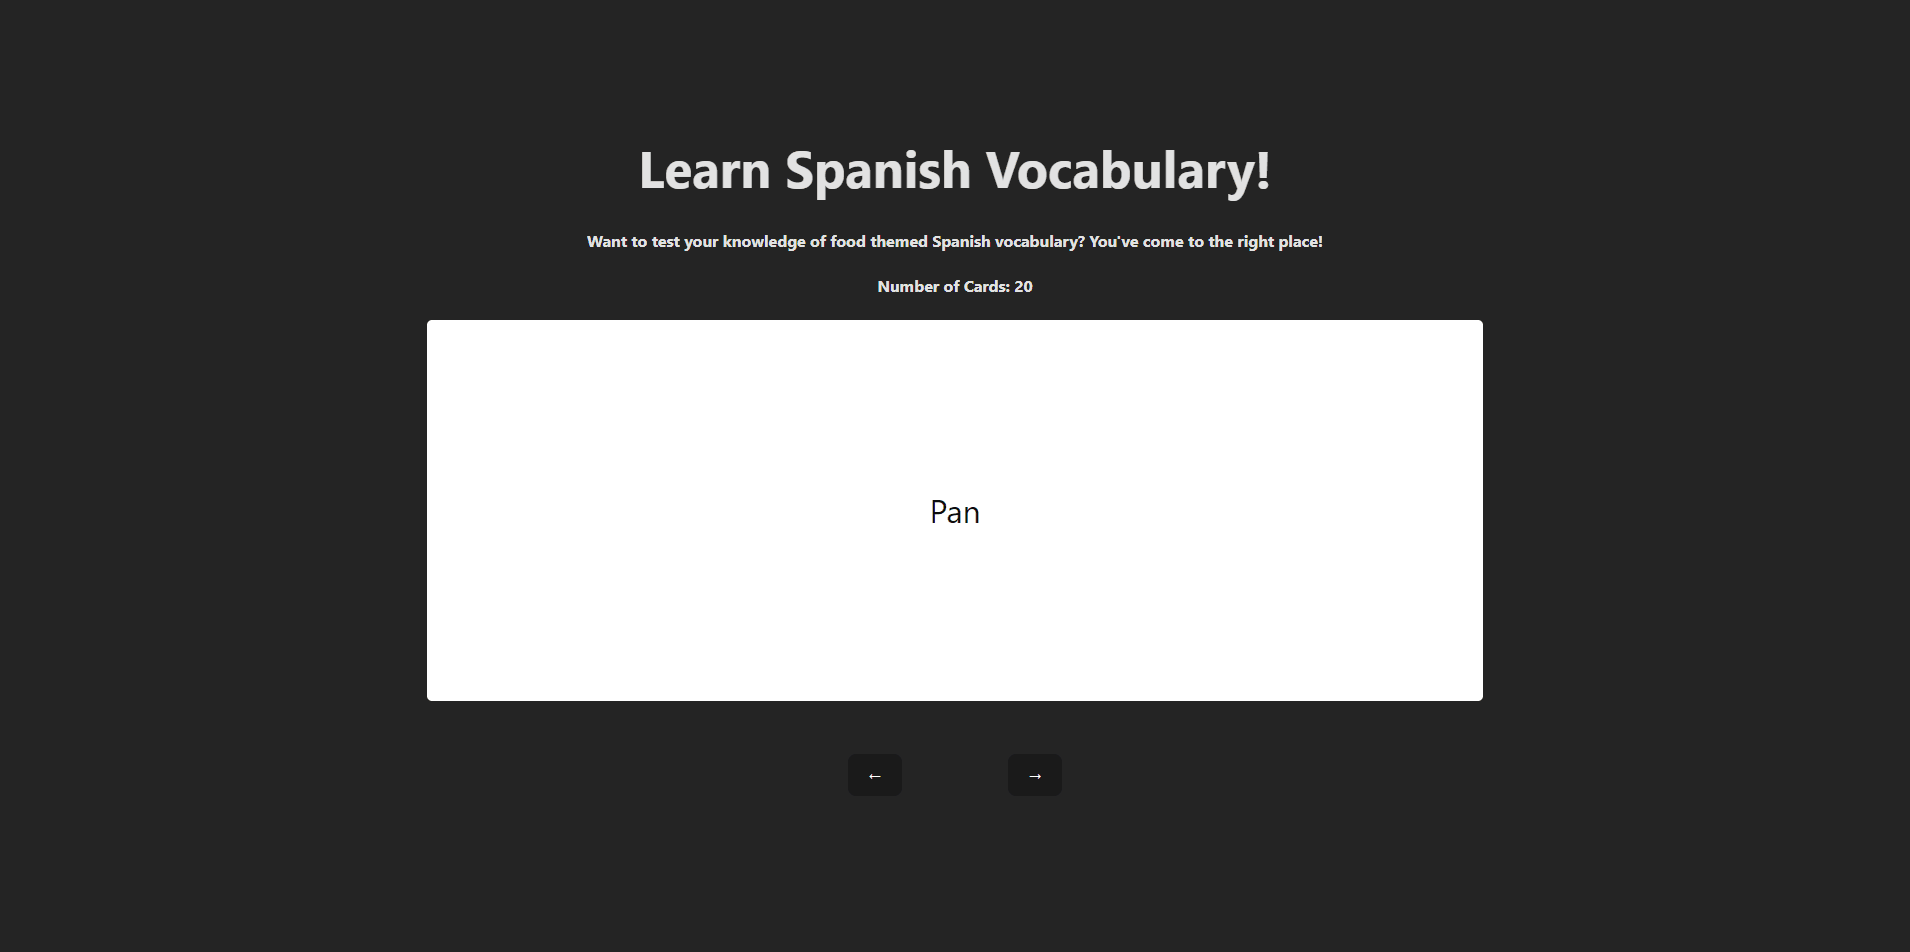 Learn Spanish Vocabulary!
Want to test your knowledge of food themed Spanish vocabulary? You've come to the right place!
Number of Cards: 20
Pan
← →